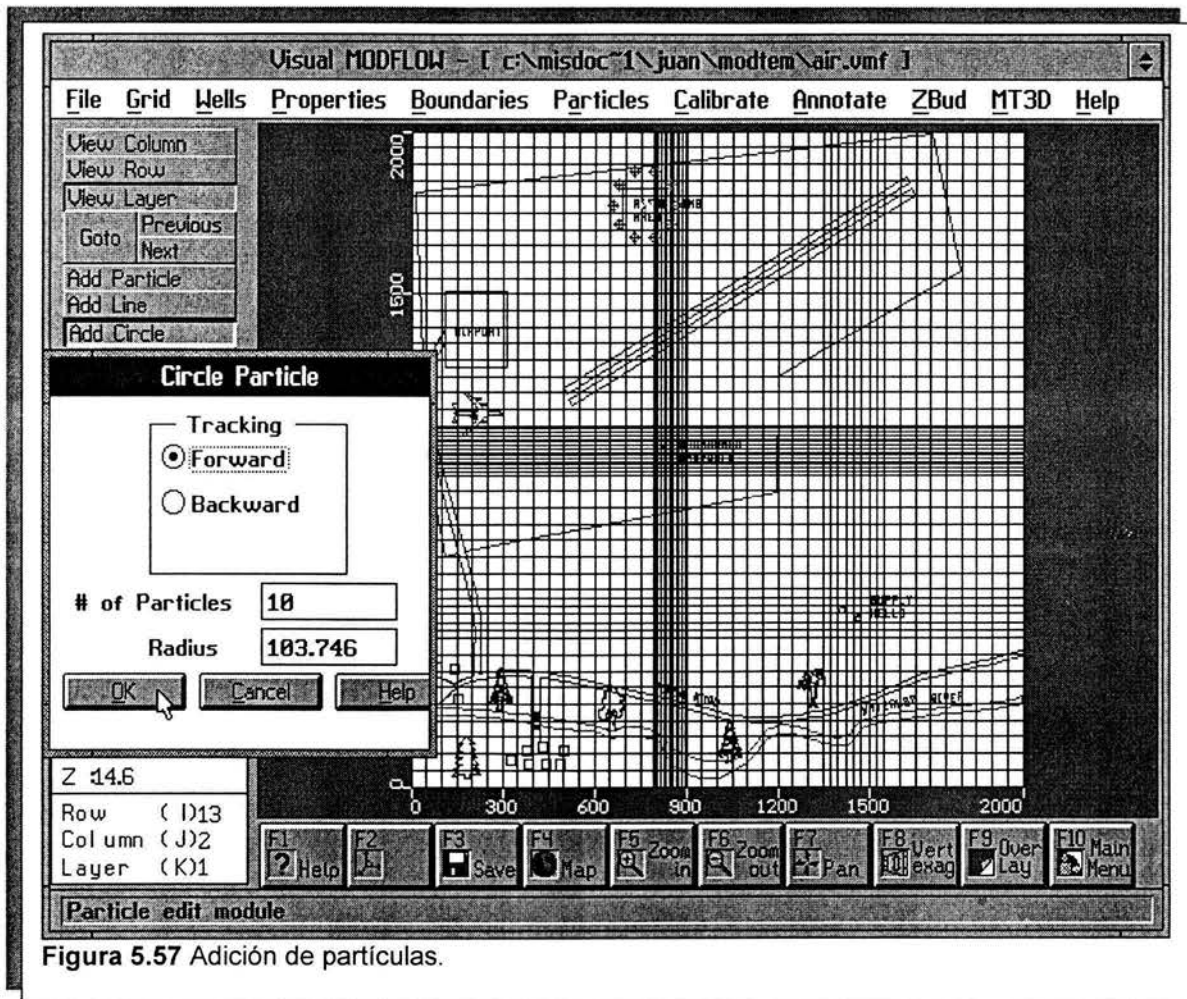 Visual MODFLOW - [ c:\misdoc~1\juan\modtem\air.vmf ]
File Grid Wells Properties Boundaries Particles Calibrate Annotate ZBud MT3D Help
View Column
View Row
View Layer
Goto
Previous
Next
Add Particle
Add Line
Add Circle
Circle Particle
Tracking
Forward
Backward
# of Particles 10
Radius 103.746
OK Cancel Help
2000
1500
0
AIRPORT
SUPPLY
WELLS
0 300 600 900 1200 1500 2000
Z :14.6
Row (I)13
Column (J)2
Layer (K)1
F1 ? Help
F2
F3 Save
F4 Map
F5 Zoom in
F6 Zoom out
F7 Pan
F8 Vert exag
F9 Over Lay
F10 Main Menu
Particle edit module
Figura 5.57 Adición de partículas.